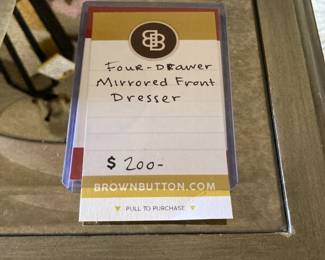 BB
Four-Drawer
Mirrored Front
Dresser
$ 200-
BROWNBUTTON.COM
PULL TO PURCHASE